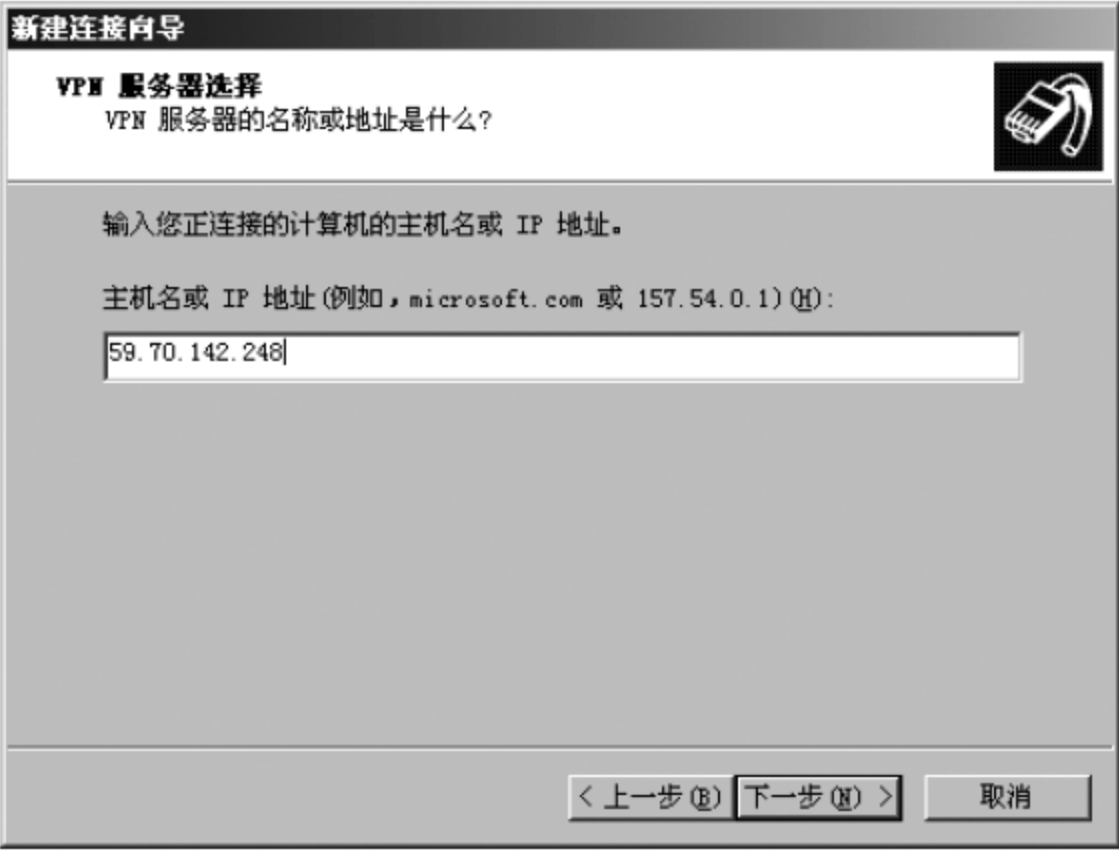 新建连接向导
VPN 服务器选择
VPN 服务器的名称或地址是什么?
输入您正连接的计算机的主机名或 IP 地址。
主机名或 IP 地址(例如，microsoft.com 或 157.54.0.1)(H):
59.70.142.248
< 上一步(B) 下一步(N) > 取消